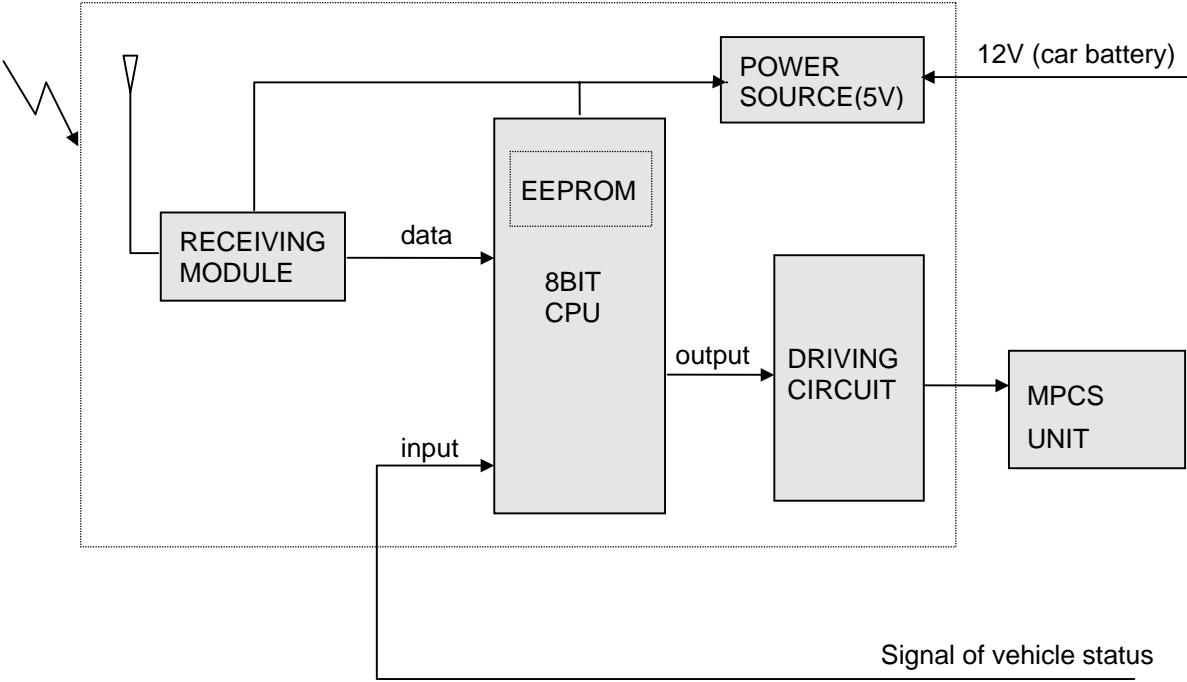 12V (car battery)
POWER
SOURCE(5V)
EEPROM
RECEIVING
MODULE
data
8BIT
CPU
output
DRIVING
CIRCUIT
MPCS
UNIT
input
Signal of vehicle status